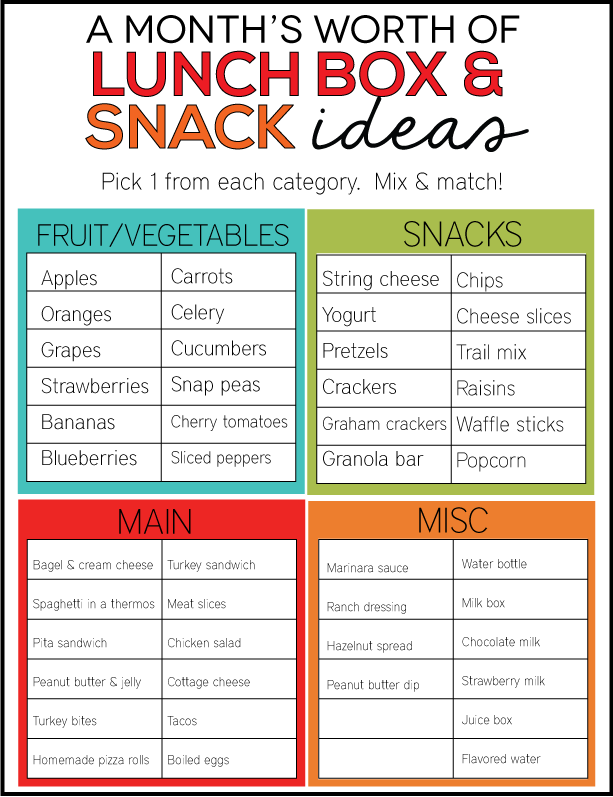 A MONTH'S WORTH OF
LUNCH BOX &
SNACK ideas
Pick 1 from each category. Mix & match!
FRUIT/VEGETABLES
Apples Carrots
Oranges Celery
Grapes Cucumbers
Strawberries Snap peas
Bananas Cherry tomatoes
Blueberries Sliced peppers
SNACKS
String cheese Chips
Yogurt Cheese slices
Pretzels Trail mix
Crackers Raisins
Graham crackers Waffle sticks
Granola bar Popcorn
MAIN
Bagel & cream cheese Turkey sandwich
Spaghetti in a thermos Meat slices
Pita sandwich Chicken salad
Peanut butter & jelly Cottage cheese
Turkey bites Tacos
Homemade pizza rolls Boiled eggs
MISC
Marinara sauce Water bottle
Ranch dressing Milk box
Hazelnut spread Chocolate milk
Peanut butter dip Strawberry milk
Juice box
Flavored water